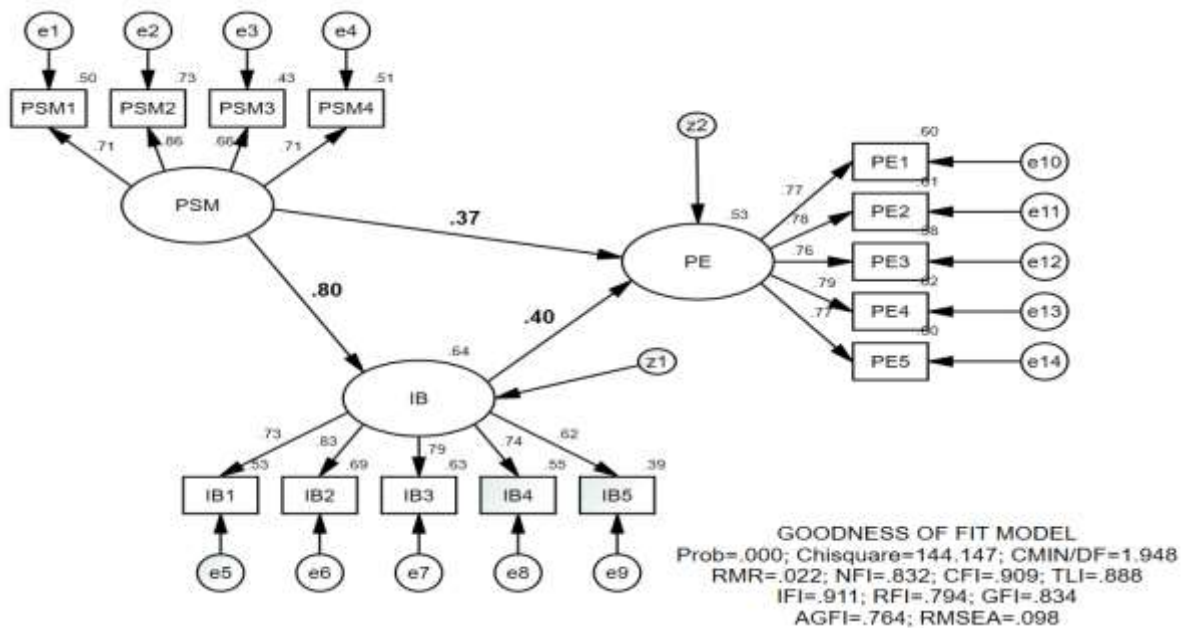 e1 e2 e3 e4
.50 .73 .43 .51
PSM1 PSM2 PSM3 PSM4
.71 .86 .66 .71
PSM
z2
.37
.53
PE
.60
PE1 e10
.77
.61
PE2 e11
.78
.58
PE3 e12
.76
.62
PE4 e13
.79
.60
PE5 e14
.77
.80
.40
.64
z1
IB
.73 .83 .79 .74 .62
.53 .69 .63 .55 .39
IB1 IB2 IB3 IB4 IB5
e5 e6 e7 e8 e9
GOODNESS OF FIT MODEL
Prob=.000; Chisquare=144.147; CMIN/DF=1.948
RMR=.022; NFI=.832; CFI=.909; TLI=.888
IFI=.911; RFI=.794; GFI=.834
AGFI=.764; RMSEA=.098